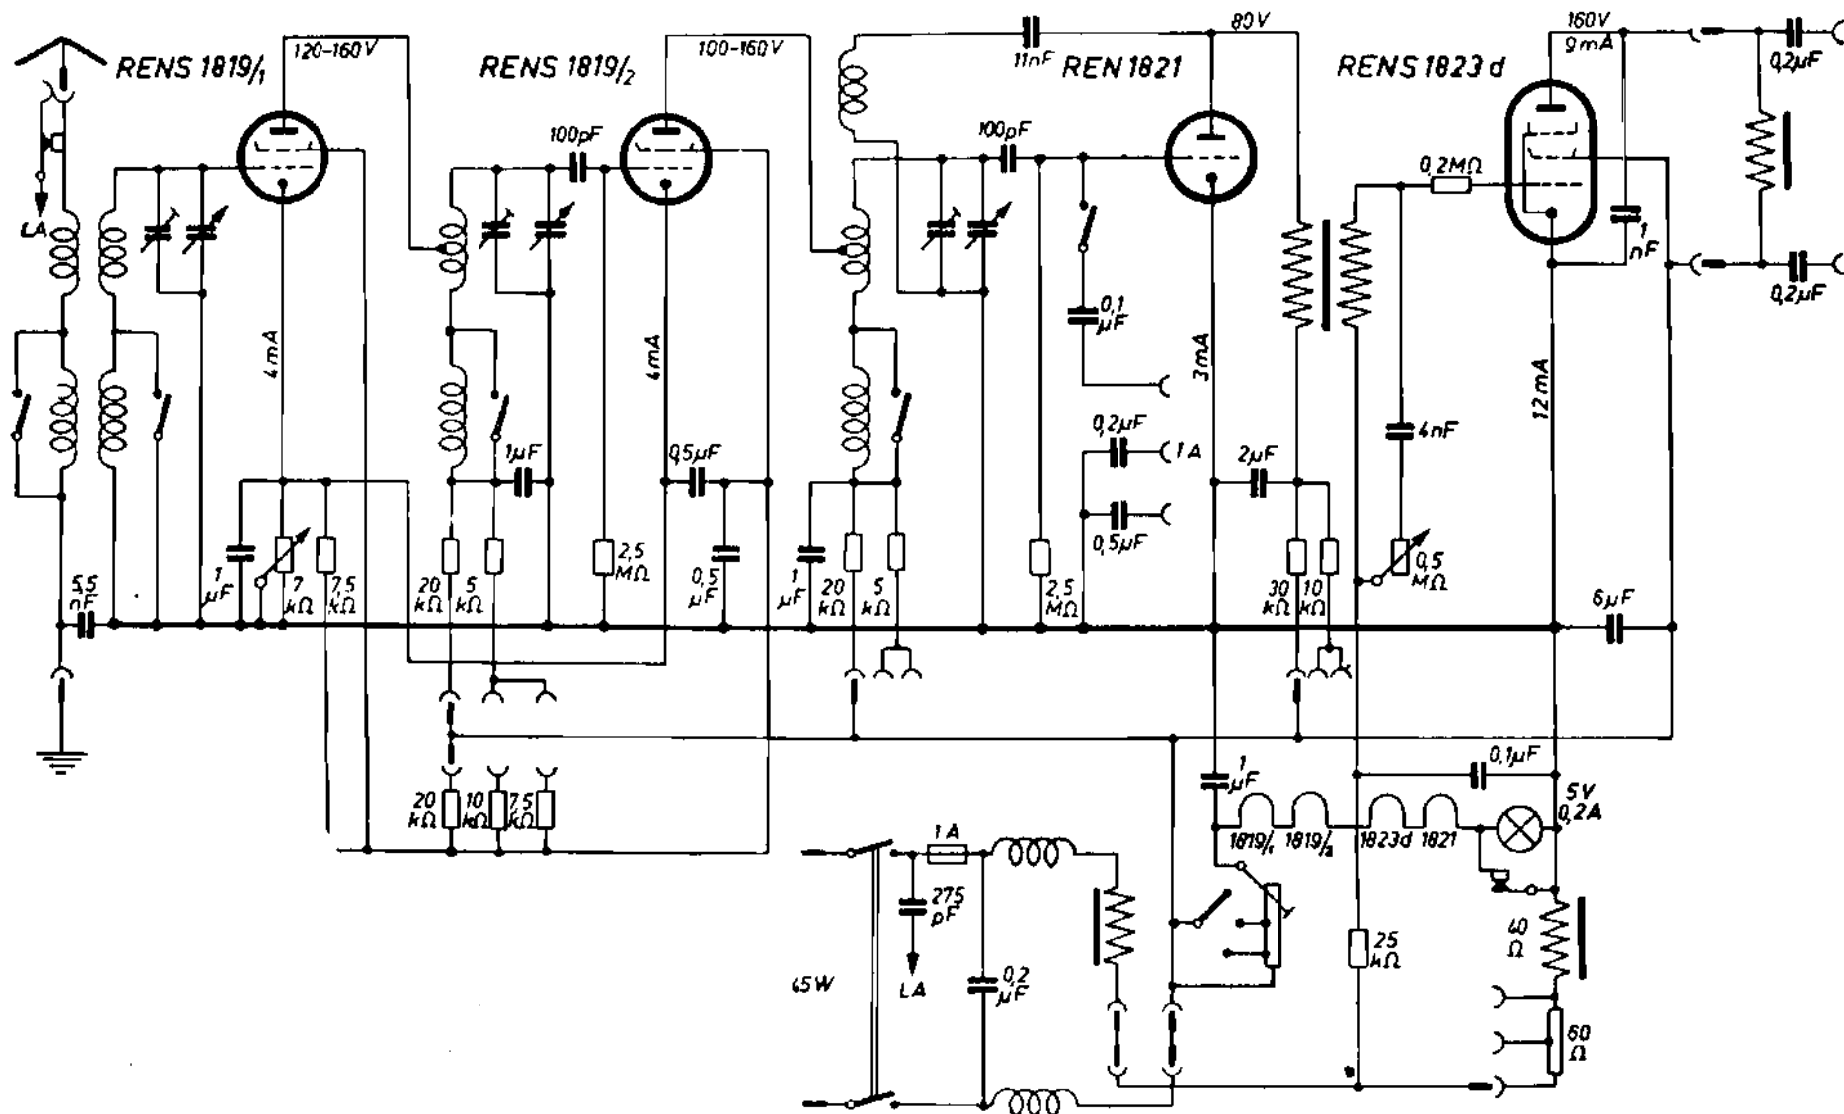 RENS 1819/1
120-160V
RENS 1819/2
100-160V
11nF
80V
REN 1821
RENS 1823 d
160V
9mA
0,2µF
100pF
100pF
0,2MΩ
LA
1
nF
0,2µF
4mA
4mA
0,1
µF
3mA
12mA
1µF
0,5µF
0,2µF
1A
0,5µF
2µF
4nF
5,5
nF
1
µF
7
kΩ
7,5
kΩ
20
kΩ
5
kΩ
2,5
MΩ
0,5
µF
1
µF
20
kΩ
5
kΩ
2,5
MΩ
30
kΩ
10
kΩ
0,5
MΩ
6µF
20
kΩ
10
kΩ
7,5
kΩ
1
µF
0,1µF
5V
0,2A
1819/1
1819/2
1823d
1821
1A
275
pF
LA
0,2
µF
45W
25
kΩ
40
Ω
60
Ω